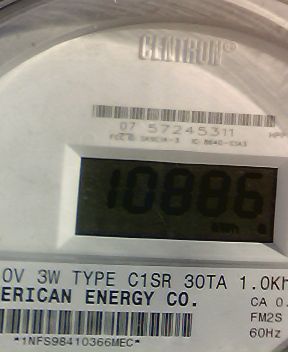 CENTRON®
07 57245311
10886
0V 3W TYPE C1SR 30TA 1.0Kh
ERICAN ENERGY CO.
CA 0.
FM2S
60Hz
*1NFS98410366MEC*